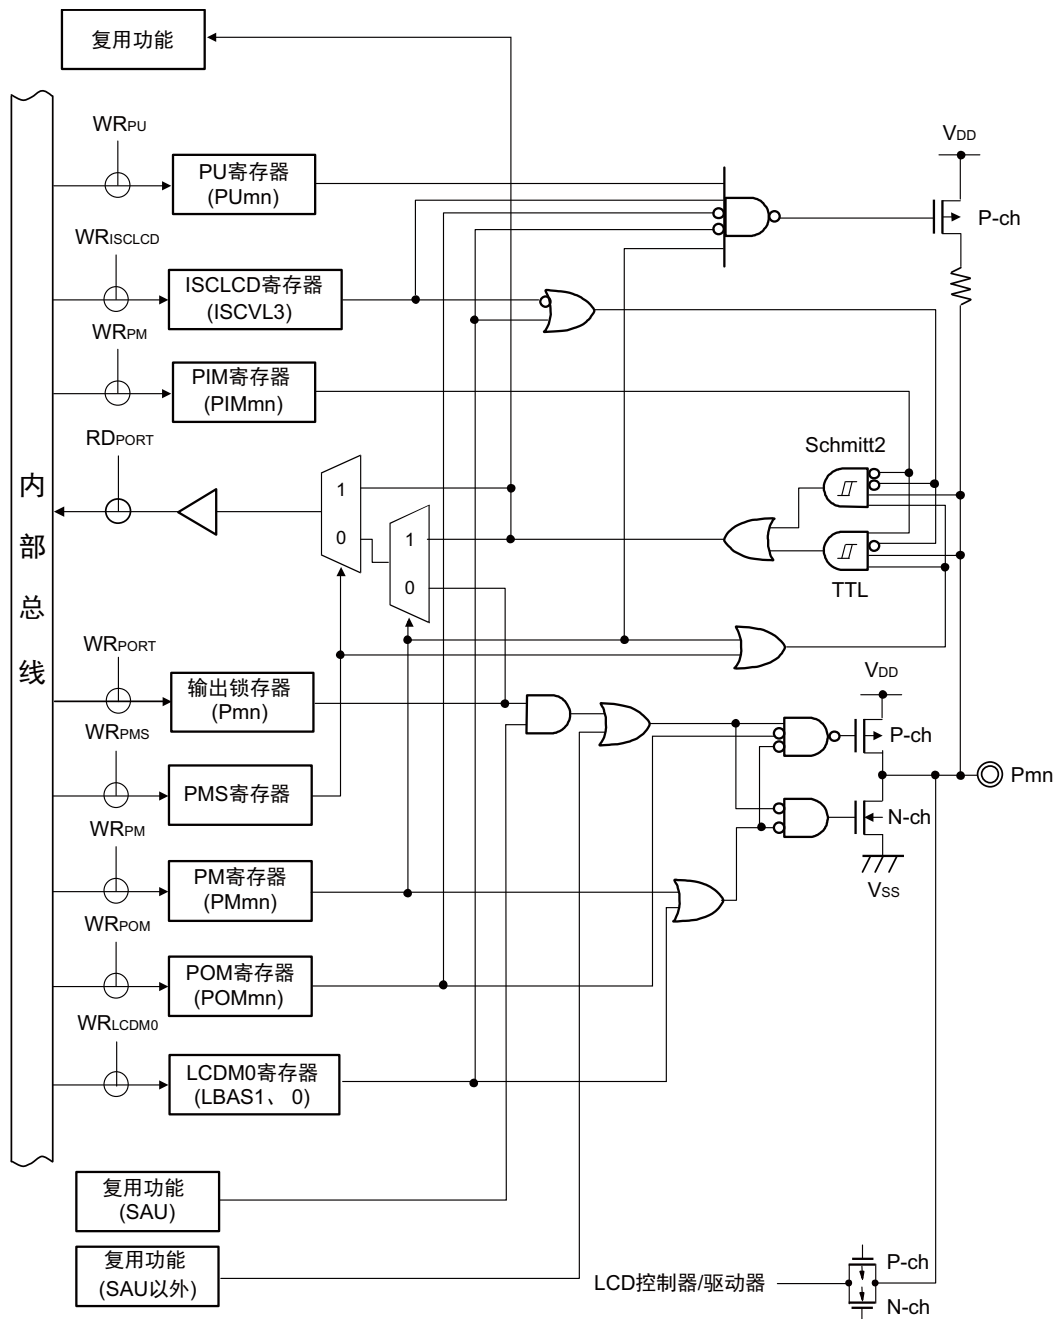 复用功能
WRPU
PU寄存器
(PUmn)
VDD
P-ch
WRISCLCD
ISCLCD寄存器
(ISCVL3)
WRPM
PIM寄存器
(PIMmn)
RDPORT
内部总线
1
0
1
0
Schmitt2
TTL
WRPORT
输出锁存器
(Pmn)
VDD
P-ch
Pmn
N-ch
VSS
WRPMS
PMS寄存器
WRPM
PM寄存器
(PMmn)
WRPOM
POM寄存器
(POMmn)
WRLCDM0
LCDM0寄存器
(LBAS1、 0)
复用功能
(SAU)
复用功能
(SAU以外)
LCD控制器/驱动器
P-ch
N-ch